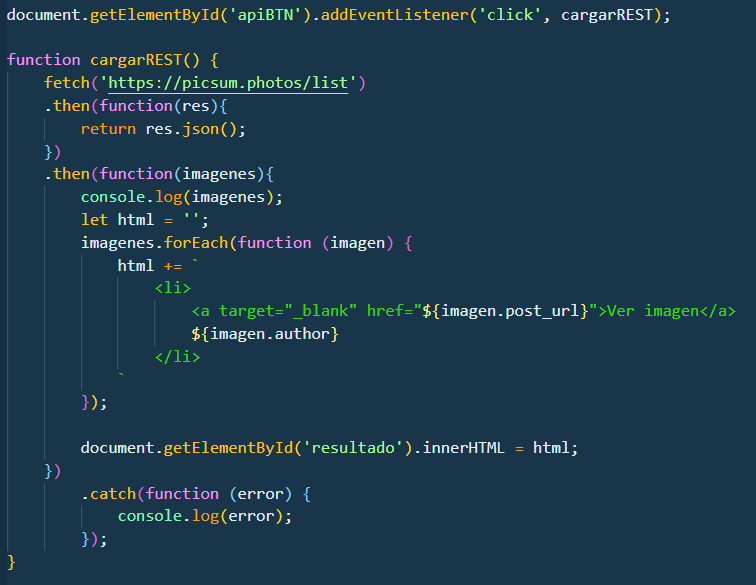 document.getElementById('apiBTN').addEventListener('click', cargarREST);

function cargarREST() {
    fetch('https://picsum.photos/list')
    .then(function(res){
        return res.json();
    })
    .then(function(imagenes){
        console.log(imagenes);
        let html = '';
        imagenes.forEach(function (imagen) {
            html += `
                <li>
                    <a target="_blank" href="${imagen.post_url}">Ver imagen</a>
                    ${imagen.author}
                </li>
            `
        });

        document.getElementById('resultado').innerHTML = html;
    })
        .catch(function (error) {
            console.log(error);
        });
}